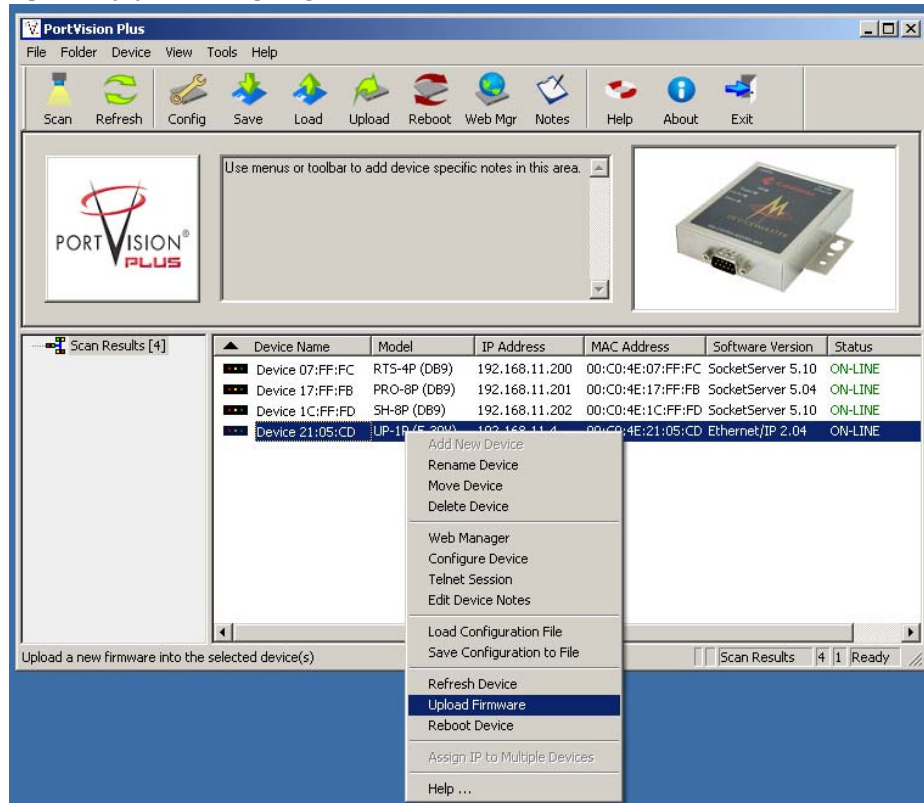 PortVision Plus
File Folder Device View Tools Help
Scan Refresh Config Save Load Upload Reboot Web Mgr Notes Help About Exit
PORTVISION®
PLUS
Use menus or toolbar to add device specific notes in this area.
Scan Results [4]
Device Name Model IP Address MAC Address Software Version Status
Device 07:FF:FC RTS-4P (DB9) 192.168.11.200 00:C0:4E:07:FF:FC SocketServer 5.10 ON-LINE
Device 17:FF:FB PRO-8P (DB9) 192.168.11.201 00:C0:4E:17:FF:FB SocketServer 5.04 ON-LINE
Device 1C:FF:FD SH-8P (DB9) 192.168.11.202 00:C0:4E:1C:FF:FD SocketServer 5.10 ON-LINE
Device 21:05:CD UP-1P (5-30V) 192.168.11.4 00:C0:4E:21:05:CD Ethernet/IP 2.04 ON-LINE
Add New Device
Rename Device
Move Device
Delete Device
Web Manager
Configure Device
Telnet Session
Edit Device Notes
Load Configuration File
Save Configuration to File
Refresh Device
Upload Firmware
Reboot Device
Assign IP to Multiple Devices
Help ...
Upload a new firmware into the selected device(s) Scan Results 4 1 Ready